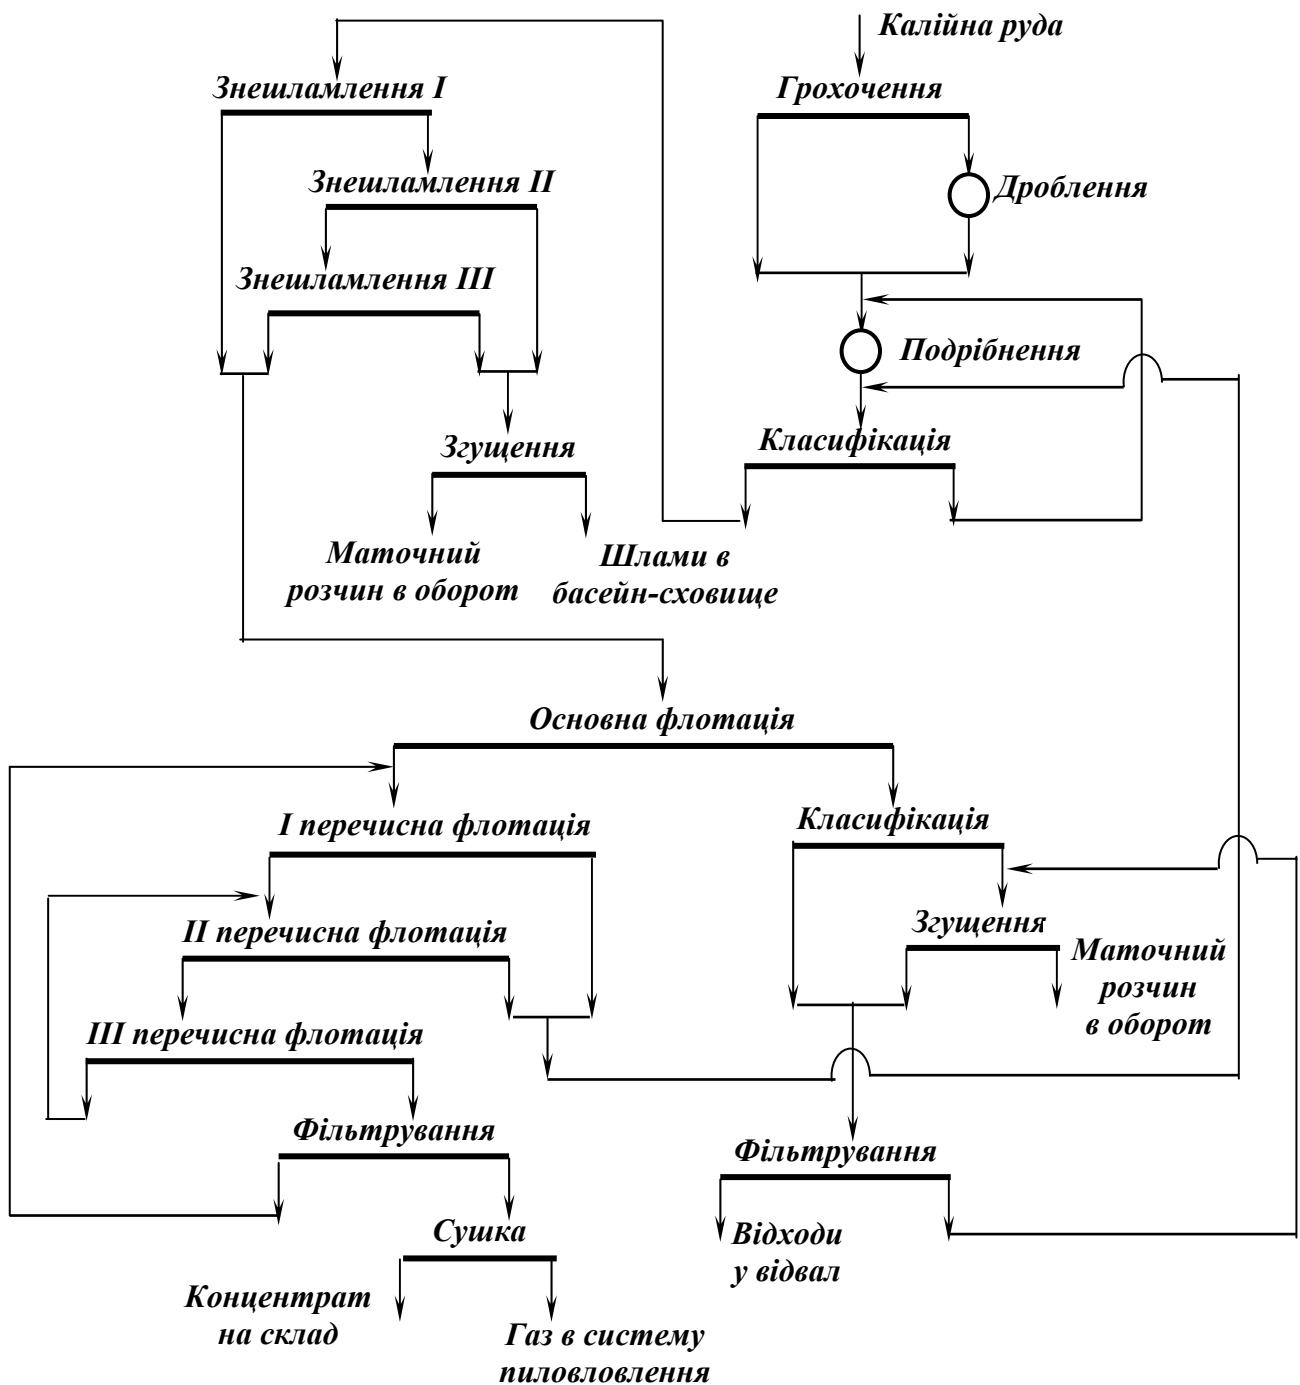 Калійна руда
Знешламлення I
Грохочення
Знешламлення II
Дроблення
Знешламлення III
Подрібнення
Згущення
Класифікація
Маточний
розчин в оборот
Шлами в
басейн-сховище
Основна флотація
I перечисна флотація
Класифікація
II перечисна флотація
Згущення
Маточний
розчин
в оборот
III перечисна флотація
Фільтрування
Фільтрування
Сушка
Відходи
у відвал
Концентрат
на склад
Газ в систему
пиловловлення